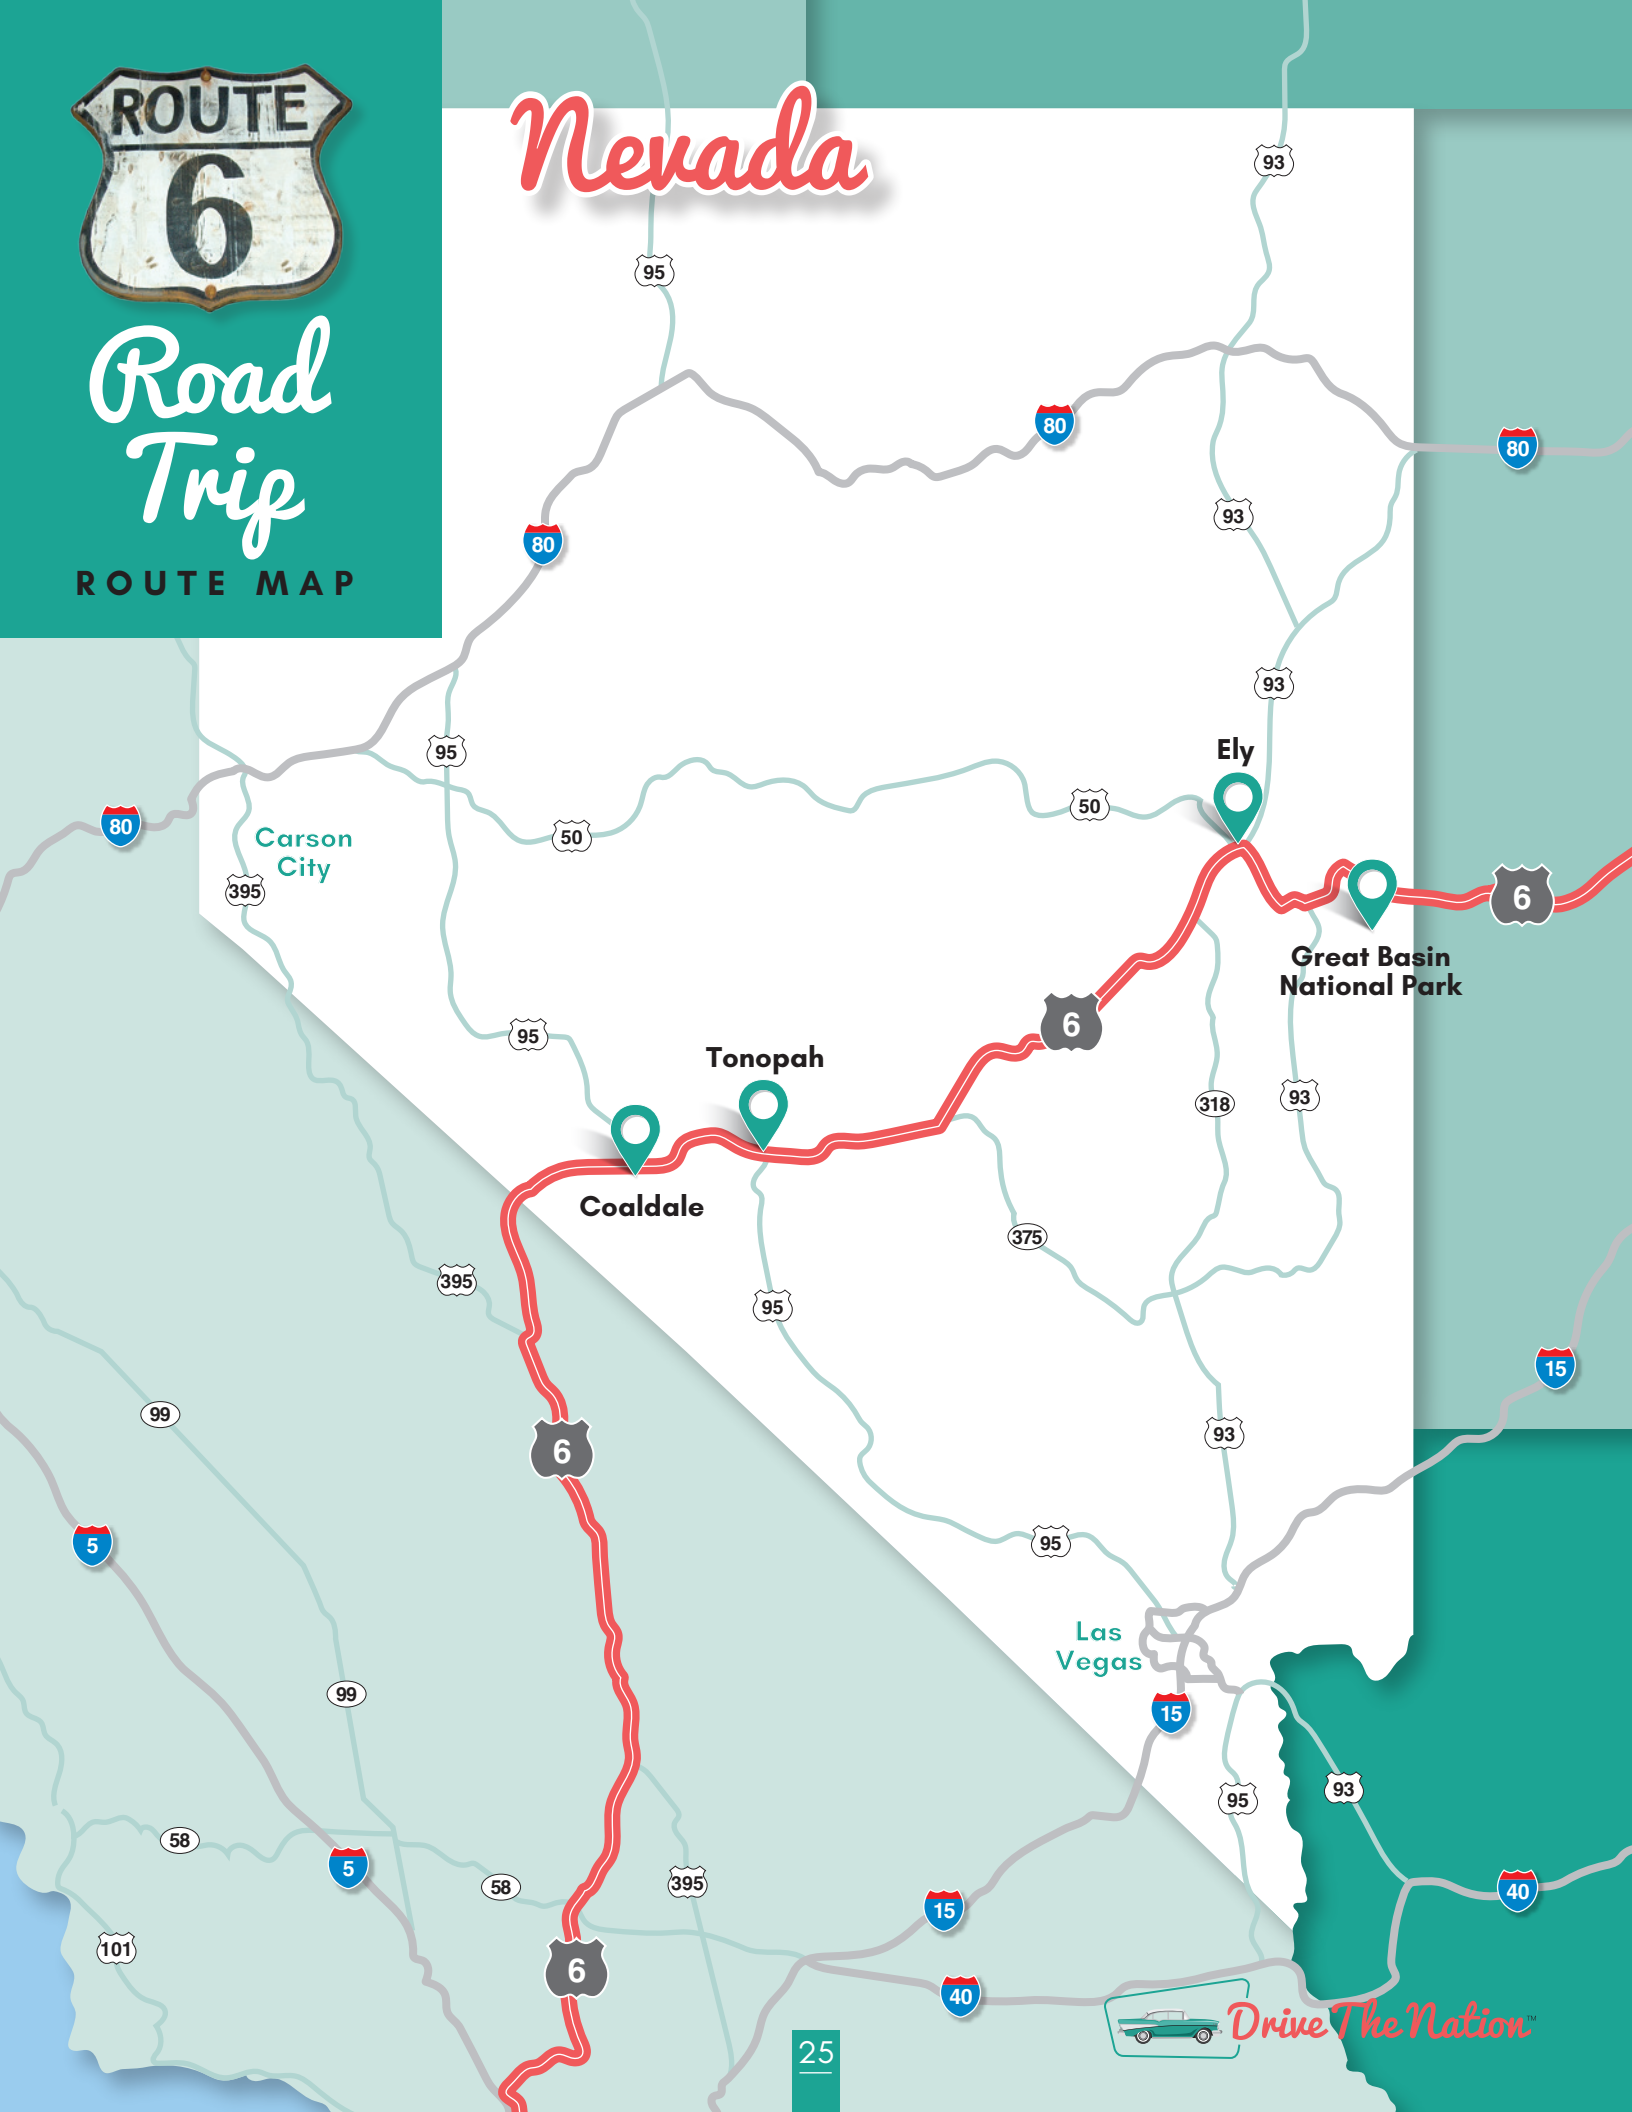 ROUTE
6
Road
Trip
ROUTE MAP
Nevada
93
95
80
80
93
80
93
95
Ely
50
50
80
Carson
City
395
6
Great Basin
National Park
6
95
Tonopah
318
93
Coaldale
375
395
95
15
99
93
6
5
95
Las
Vegas
99
15
93
95
58
5
395
58
40
15
101
6
40
Drive The Nation™
25